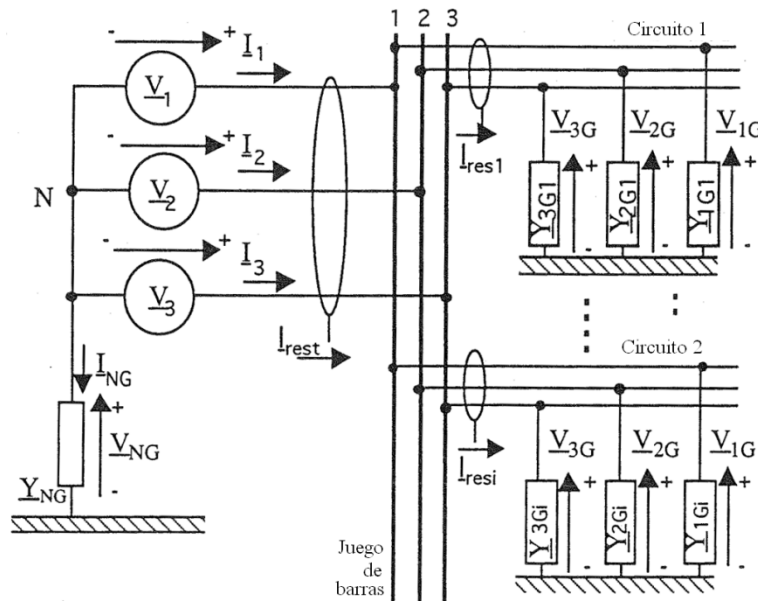 1 2 3
Circuito 1
- + I1
V1
- + I2
V2
N
- + I3
V3
Irest
ING
+
VNG
-
YNG
Ires1
V3G V2G V1G
+ + +
Y3G1 Y2G1 Y1G1
- - -
Circuito 2
Iresi
V3G V2G V1G
+ + +
Y3Gi Y2Gi Y1Gi
- - -
Juego
de
barras